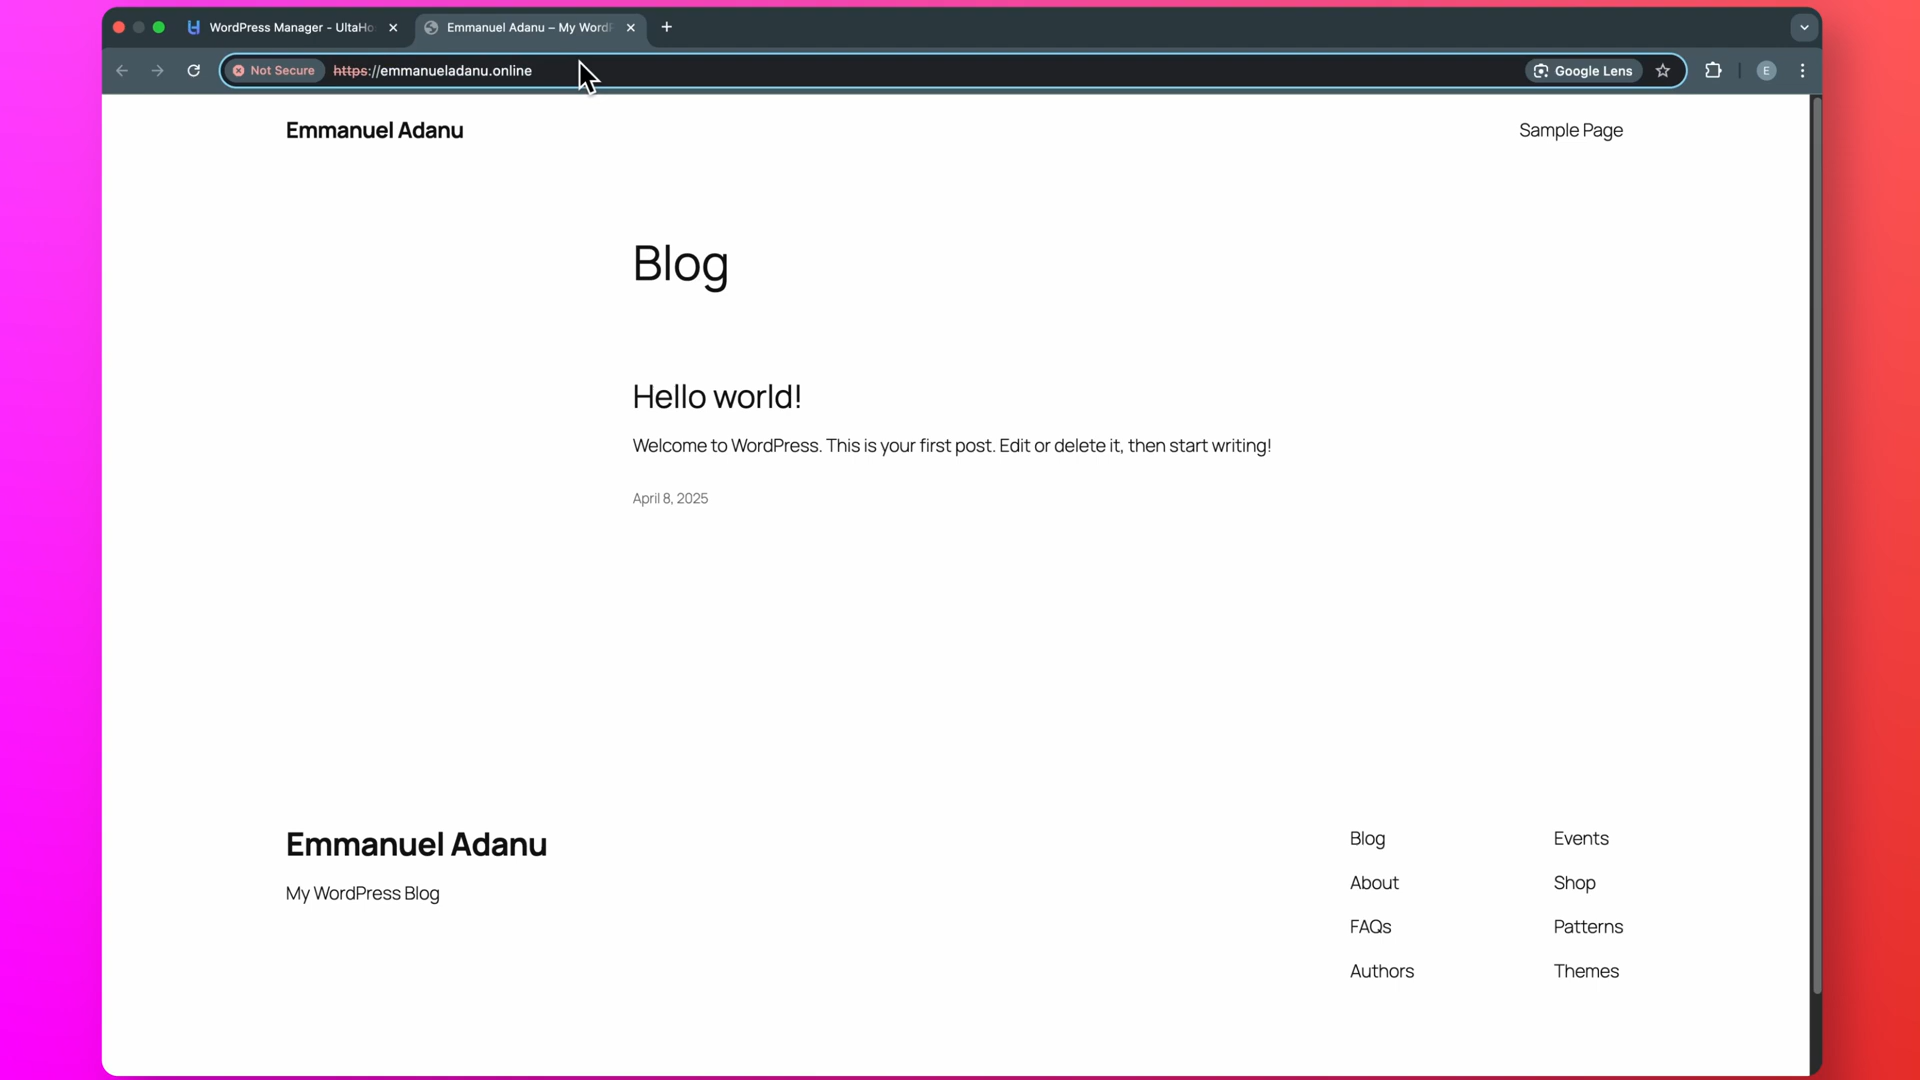 WordPress Manager - UltaHo
Emmanuel Adanu – My Word
Not Secure
https://emmanueladanu.online
Google Lens
E
Emmanuel Adanu
Sample Page
Blog
Hello world!
Welcome to WordPress. This is your first post. Edit or delete it, then start writing!
April 8, 2025
Emmanuel Adanu
My WordPress Blog
Blog
About
FAQs
Authors
Events
Shop
Patterns
Themes